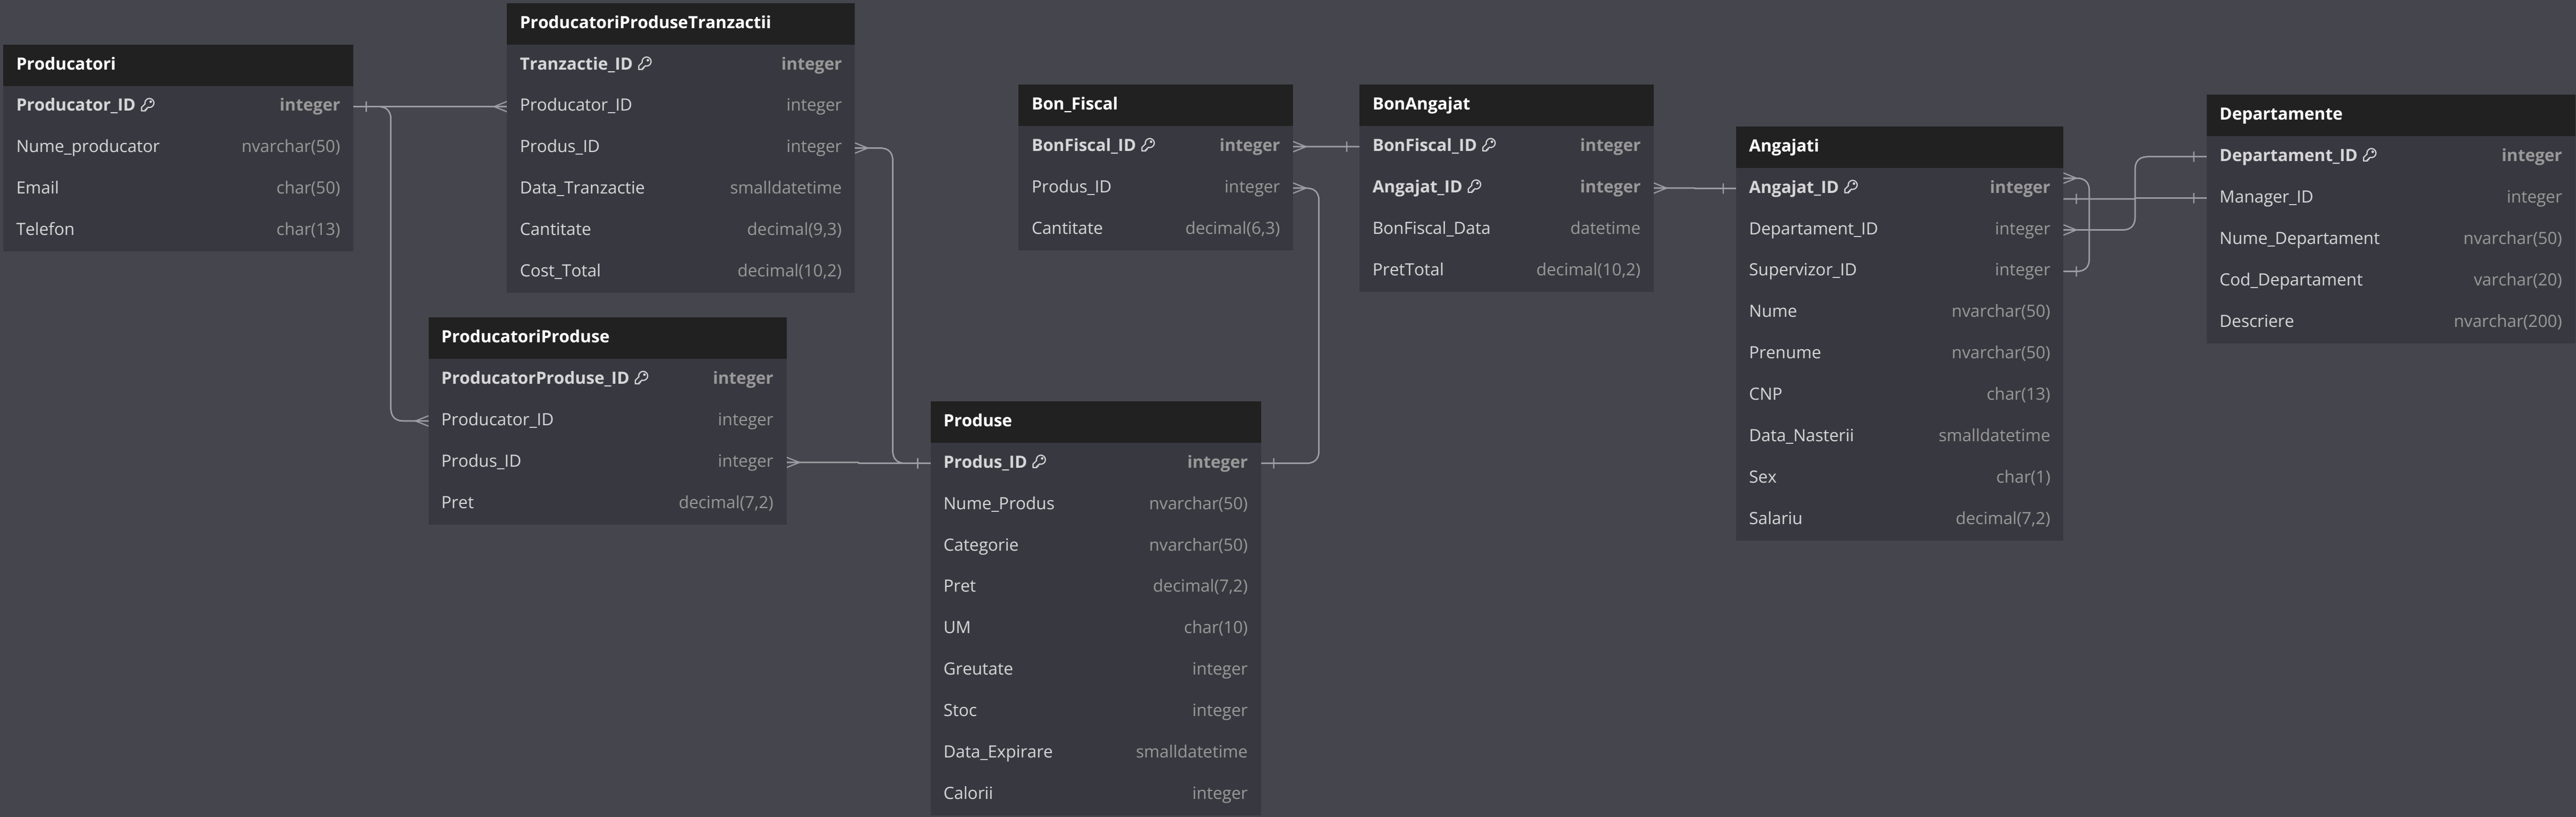 Producatori
Producator_ID integer
Nume_producator nvarchar(50)
Email char(50)
Telefon char(13)
ProducatoriProduseTranzactii
Tranzactie_ID integer
Producator_ID integer
Produs_ID integer
Data_Tranzactie smalldatetime
Cantitate decimal(9,3)
Cost_Total decimal(10,2)
ProducatoriProduse
ProducatorProduse_ID integer
Producator_ID integer
Produs_ID integer
Pret decimal(7,2)
Produse
Produs_ID integer
Nume_Produs nvarchar(50)
Categorie nvarchar(50)
Pret decimal(7,2)
UM char(10)
Greutate integer
Stoc integer
Data_Expirare smalldatetime
Calorii integer
Bon_Fiscal
BonFiscal_ID integer
Produs_ID integer
Cantitate decimal(6,3)
BonAngajat
BonFiscal_ID integer
Angajat_ID integer
BonFiscal_Data datetime
PretTotal decimal(10,2)
Angajati
Angajat_ID integer
Departament_ID integer
Supervizor_ID integer
Nume nvarchar(50)
Prenume nvarchar(50)
CNP char(13)
Data_Nasterii smalldatetime
Sex char(1)
Salariu decimal(7,2)
Departamente
Departament_ID integer
Manager_ID integer
Nume_Departament nvarchar(50)
Cod_Departament varchar(20)
Descriere nvarchar(200)